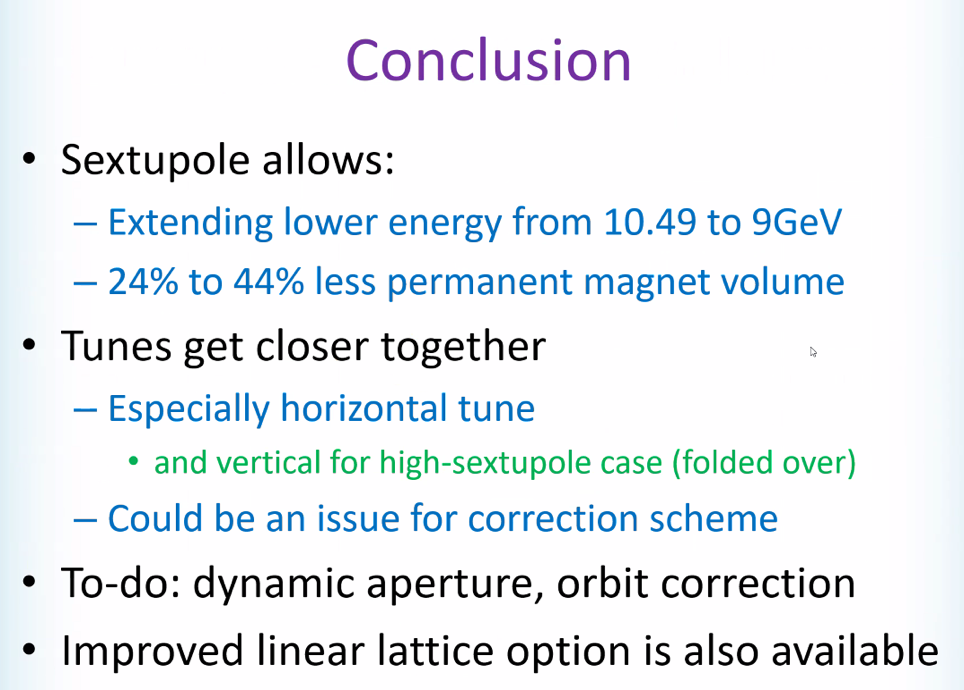 Conclusion
• Sextupole allows:
– Extending lower energy from 10.49 to 9GeV
– 24% to 44% less permanent magnet volume
• Tunes get closer together
– Especially horizontal tune
• and vertical for high-sextupole case (folded over)
– Could be an issue for correction scheme
• To-do: dynamic aperture, orbit correction
• Improved linear lattice option is also available